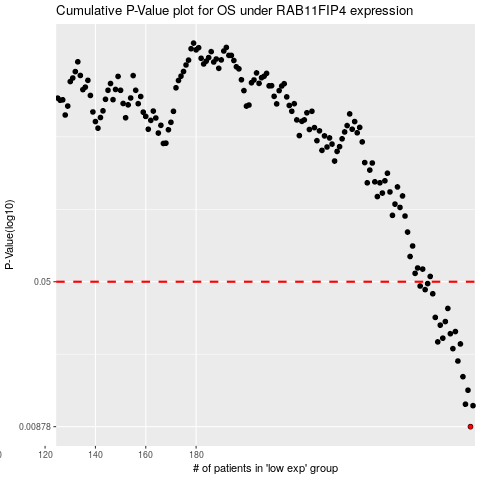 Cumulative P-Value plot for OS under RAB11FIP4 expression
P-Value(log10)
0.05
0.00878
0
120
140
160
180
# of patients in 'low exp' group